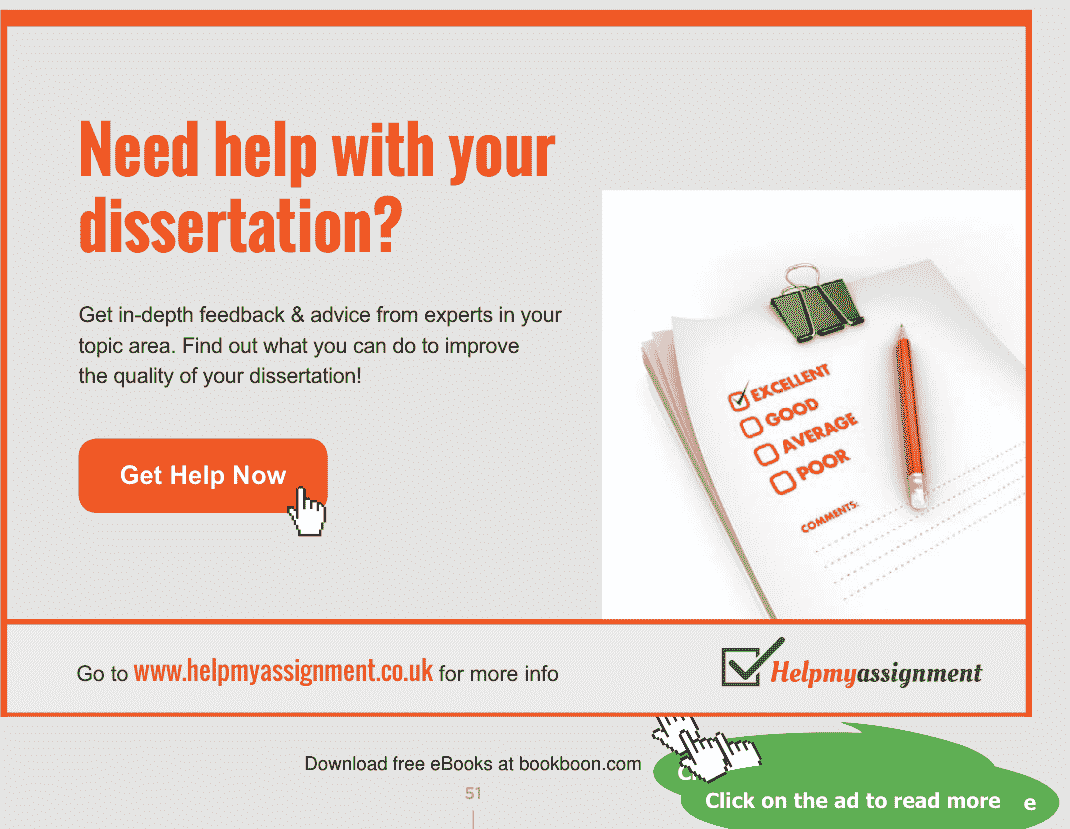 Need help with your
dissertation?
Get in-depth feedback & advice from experts in your
topic area. Find out what you can do to improve
the quality of your dissertation!
Get Help Now
EXCELLENT
GOOD
AVERAGE
POOR
COMMENTS:
Go to www.helpmyassignment.co.uk for more info
Helpmyassignment
Download free eBooks at bookboon.com
51
Click on the ad to read more